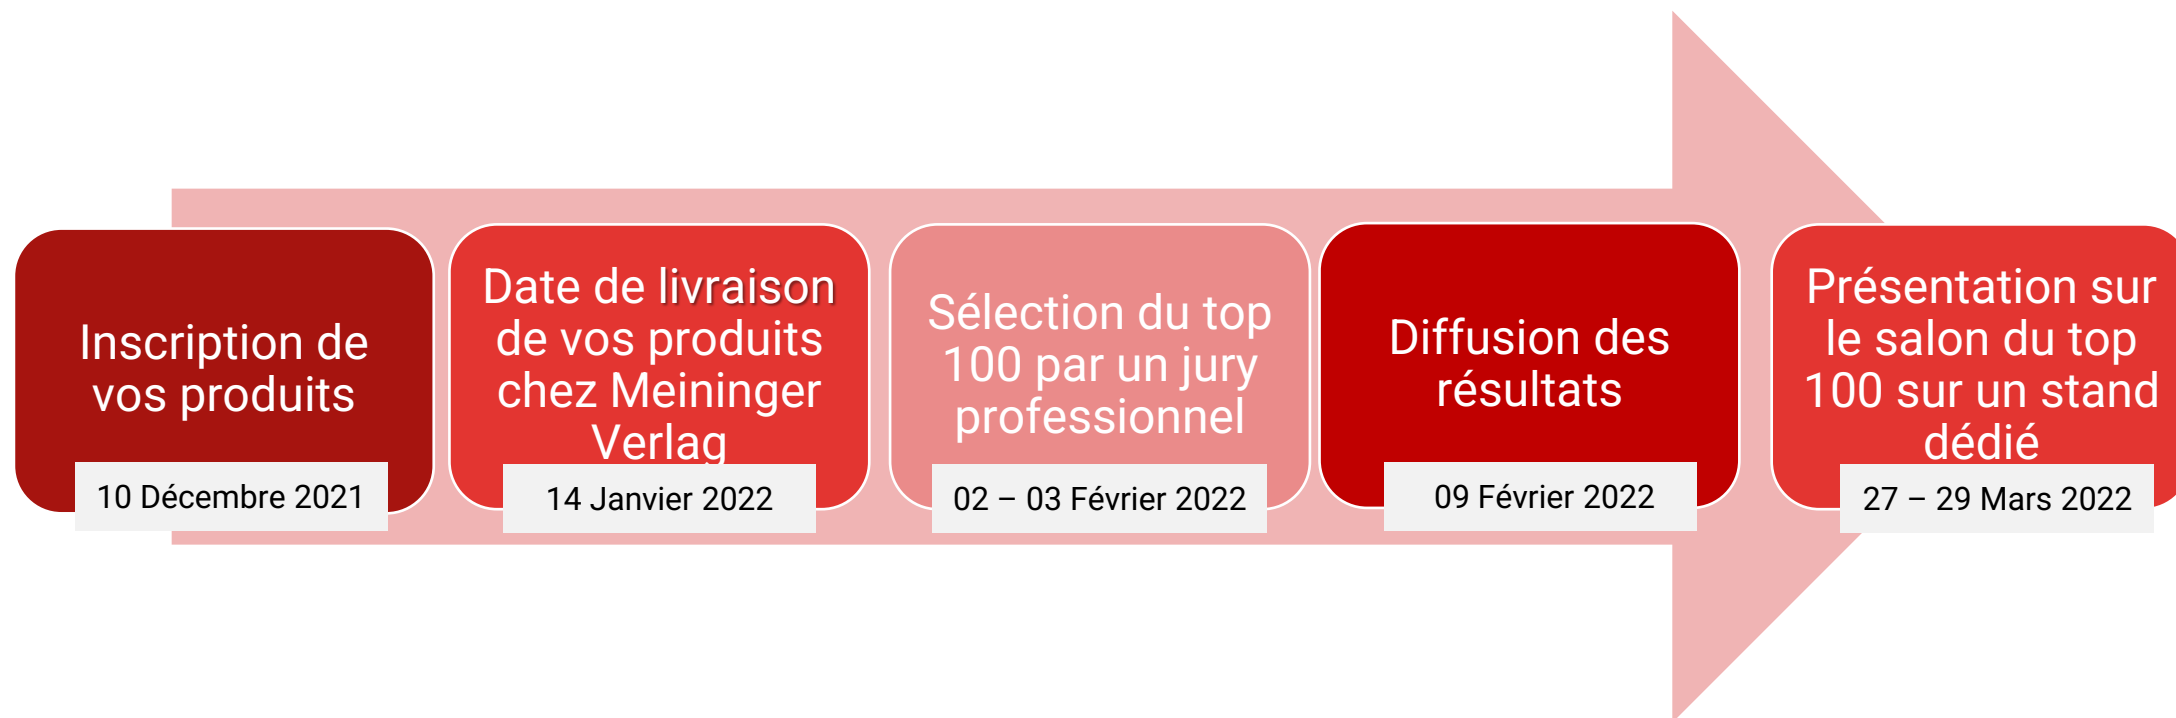 Inscription de
vos produits
10 Décembre 2021
Date de livraison
de vos produits
chez Meininger
Verlag
14 Janvier 2022
Sélection du top
100 par un jury
professionnel
02 – 03 Février 2022
Diffusion des
résultats
09 Février 2022
Présentation sur
le salon du top
100 sur un stand
dédié
27 – 29 Mars 2022